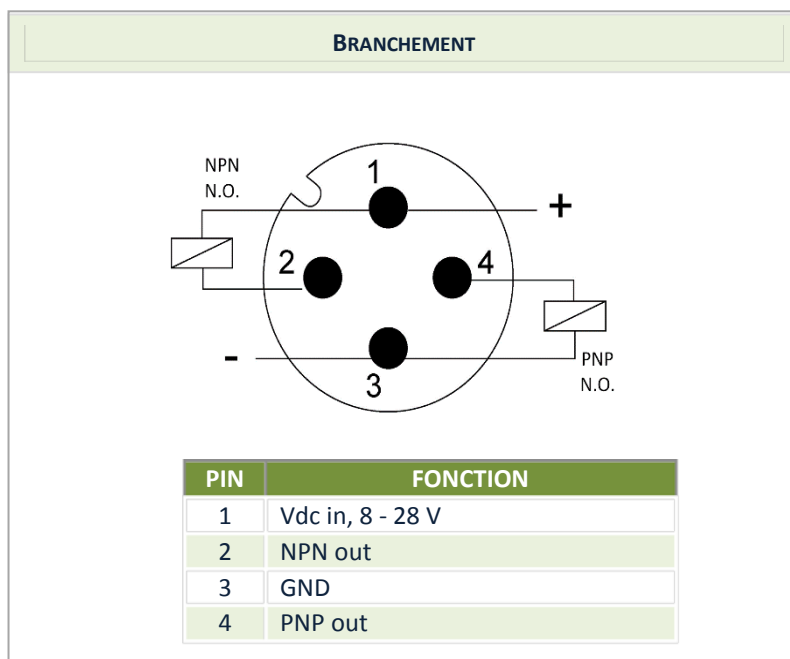 BRANCHEMENT
NPN
N.O.
1
+
2
4
-
3
PNP
N.O.
PIN FONCTION
1 Vdc in, 8 - 28 V
2 NPN out
3 GND
4 PNP out